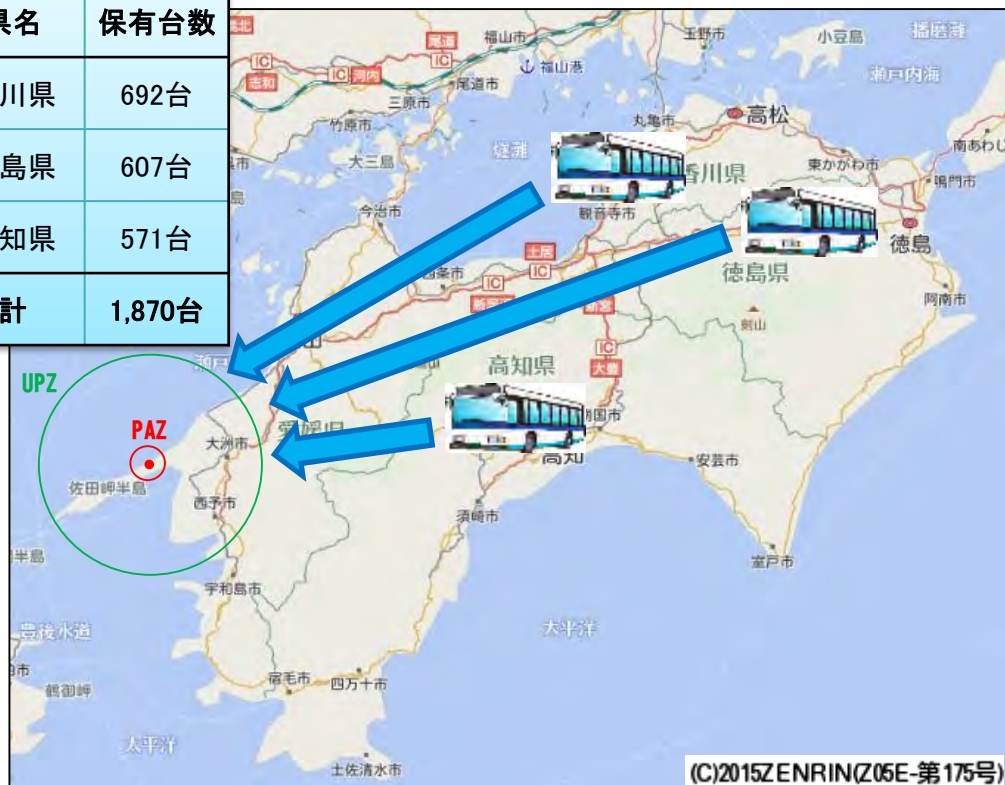 県名 保有台数
川県 692台
島県 607台
知県 571台
計 1,870台
福山市
玉野市
小豆島
播磨灘
尾道
IC
福山港
瀬戸内海
IC
IC
河内
志和
尾道市
三原市
竹原市
丸亀市
高松
大三島
燧灘
東かがわ市
南あわじ
香川県
鳴門市
今治市
観音寺市
徳島
土居
IC
徳島県
IC
阿南市
新宮
剣山
IC
高知県
大豊
UPZ
PAZ
愛媛県
南国市
大洲市
高知
安芸市
佐田岬半島
西予市
須崎市
半島
室戸市
宇和島市
豊後水道
太平洋
宿毛市
四万十市
鶴御岬
太平洋
土佐清水市
(C)2015ZENRIN(Z05E-第175号)